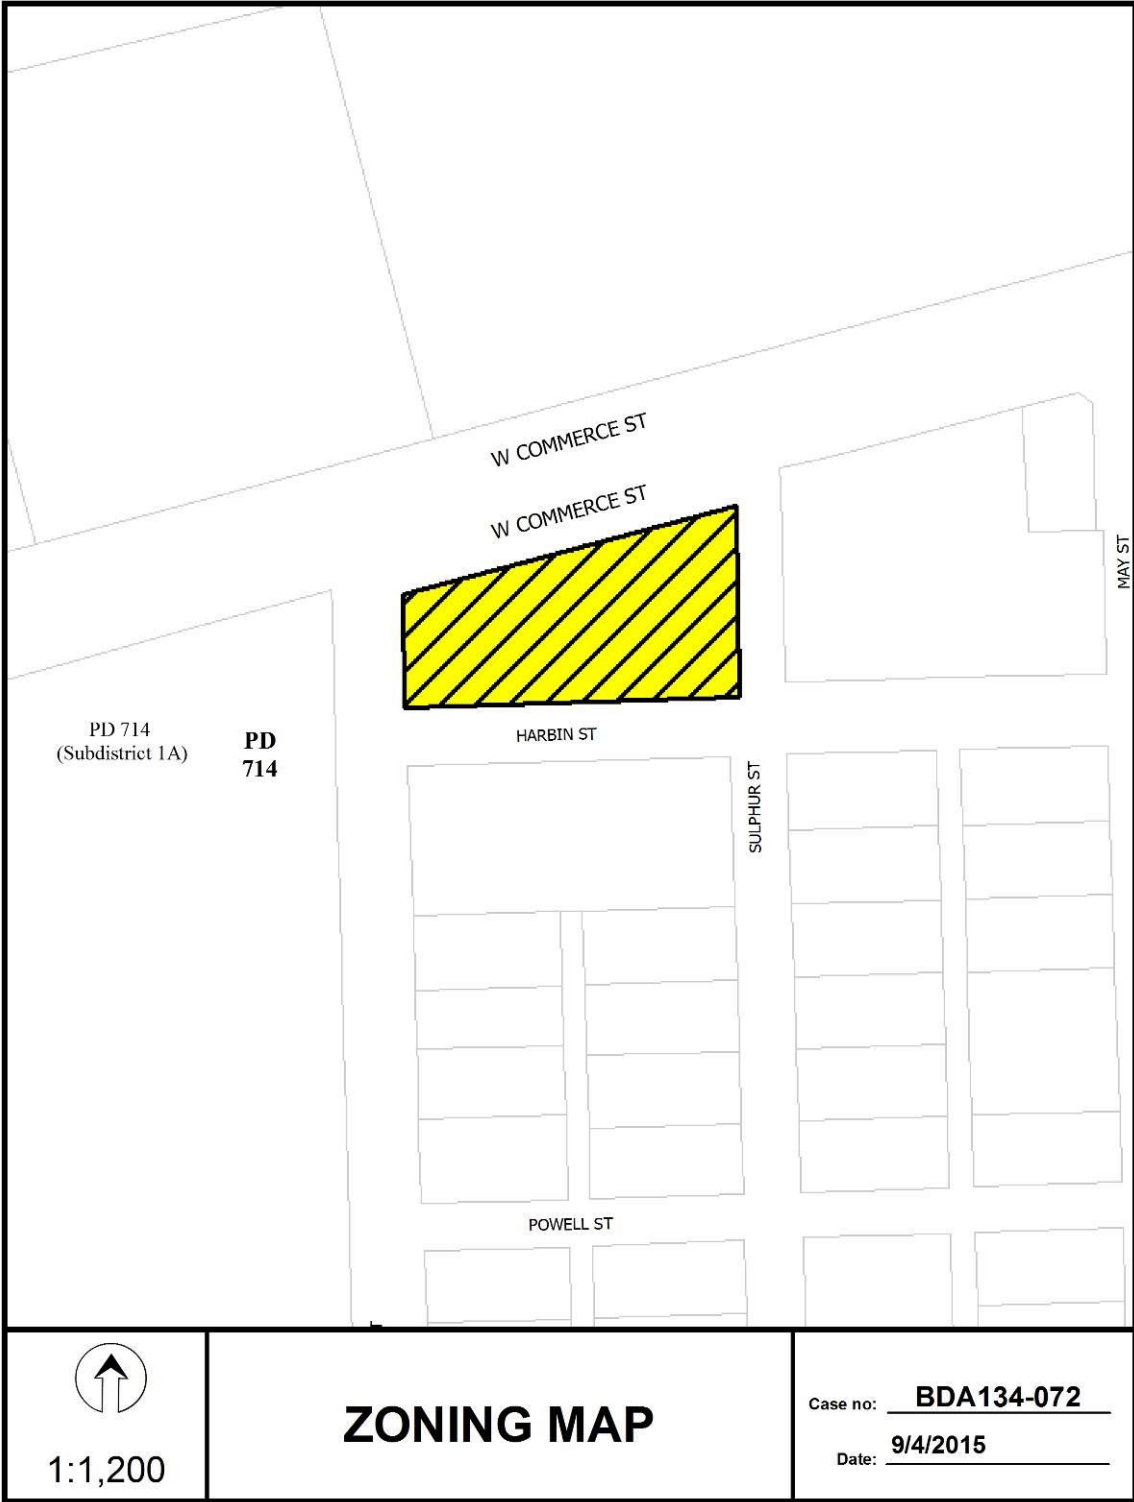 W COMMERCE ST
W COMMERCE ST
MAY ST
PD 714
(Subdistrict 1A)
PD
714
HARBIN ST
SULPHUR ST
POWELL ST
1:1,200
ZONING MAP
Case no: BDA134-072
Date: 9/4/2015